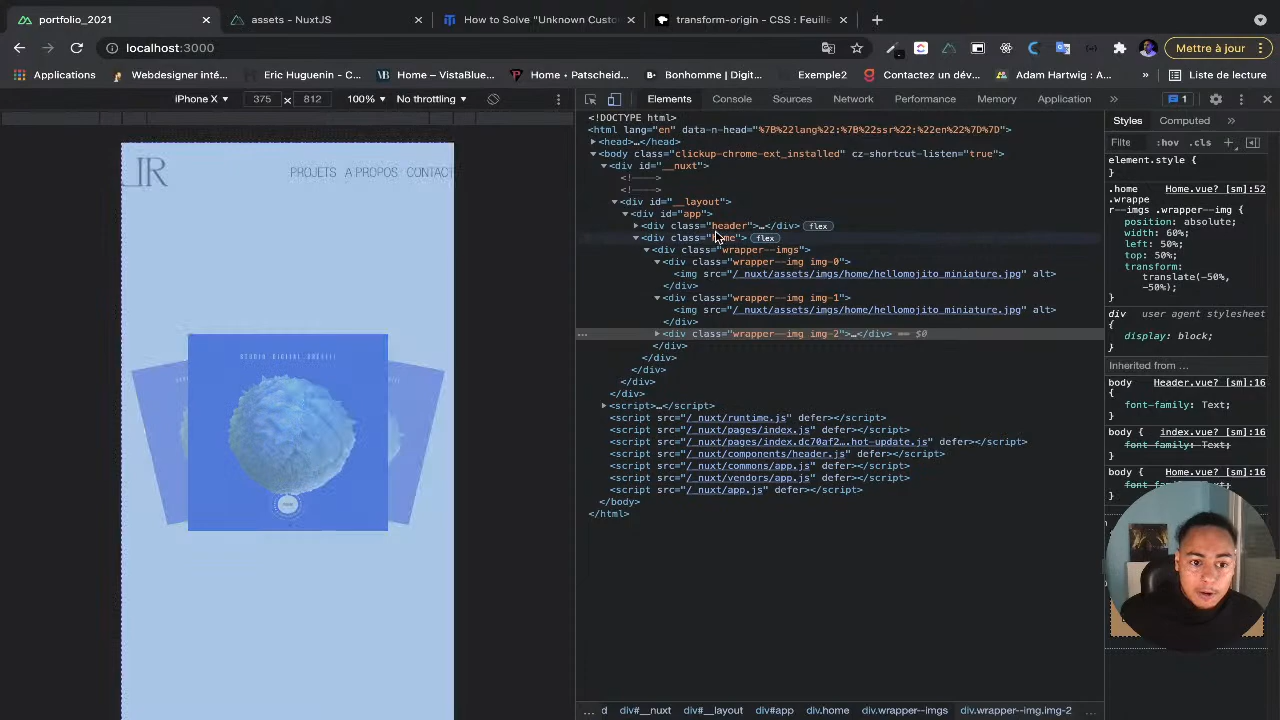 portfolio_2021
assets - NuxtJS
How to Solve "Unknown Custo
transform-origin - CSS : Feuille
localhost:3000
Mettre à jour
Applications
Webdesigner inté...
Eric Huguenin - C...
Home – VistaBlue...
Home • Patscheid...
Bonhomme | Digit...
Exemple2
Contactez un dév...
Adam Hartwig : A...
»
Liste de lecture
iPhone X ▼ 375 × 812 100% ▼ No throttling ▼
Elements Console Sources Network Performance Memory Application » 1
<!DOCTYPE html>
<html lang="en" data-n-head="%7B%22lang%22:%7B%22ssr%22:%22en%22%7D%7D">
<head>…</head>
<body class="clickup-chrome-ext_installed" cz-shortcut-listen="true">
<div id="__nuxt">
<!---->
<!---->
<div id="__layout">
<div id="app">
<div class="header">…</div> flex
<div class="home"> flex
<div class="wrapper--imgs">
<div class="wrapper--img img-0">
<img src="/_nuxt/assets/imgs/home/hellomojito_miniature.jpg" alt>
</div>
<div class="wrapper--img img-1">
<img src="/_nuxt/assets/imgs/home/hellomojito_miniature.jpg" alt>
</div>
<div class="wrapper--img img-2">…</div> == $0
</div>
</div>
</div>
</div>
</div>
<script>…</script>
<script src="/_nuxt/runtime.js" defer></script>
<script src="/_nuxt/pages/index.js" defer></script>
<script src="/_nuxt/pages/index.dc70af2….hot-update.js" defer></script>
<script src="/_nuxt/components/header.js" defer></script>
<script src="/_nuxt/commons/app.js" defer></script>
<script src="/_nuxt/vendors/app.js" defer></script>
<script src="/_nuxt/app.js" defer></script>
</body>
</html>
… d div#__nuxt div#__layout div#app div.home div.wrapper--imgs div.wrapper--img.img-2 …
Styles Computed »
Filte :hov .cls
element.style {
}
.home Home.vue? [sm]:52
.wrappe
r--imgs .wrapper--img {
position: absolute;
width: 60%;
left: 50%;
top: 50%;
transform:
translate(-50%,
-50%);
}
div user agent stylesheet
{
display: block;
}
Inherited from …
body Header.vue? [sm]:16
{
font-family: Text;
}
body index.vue? [sm]:16
{
font-family: Text;
}
body { Home.vue? [sm]:16
JR
PROJETS A PROPOS CONTACT